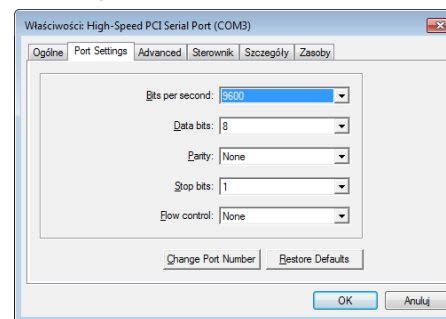 Właściwości: High-Speed PCI Serial Port (COM3)
Ogólne Port Settings Advanced Sterownik Szczegóły Zasoby
Bits per second: 9600
Data bits: 8
Parity: None
Stop bits: 1
Flow control: None
Change Port Number Restore Defaults
OK Anuluj